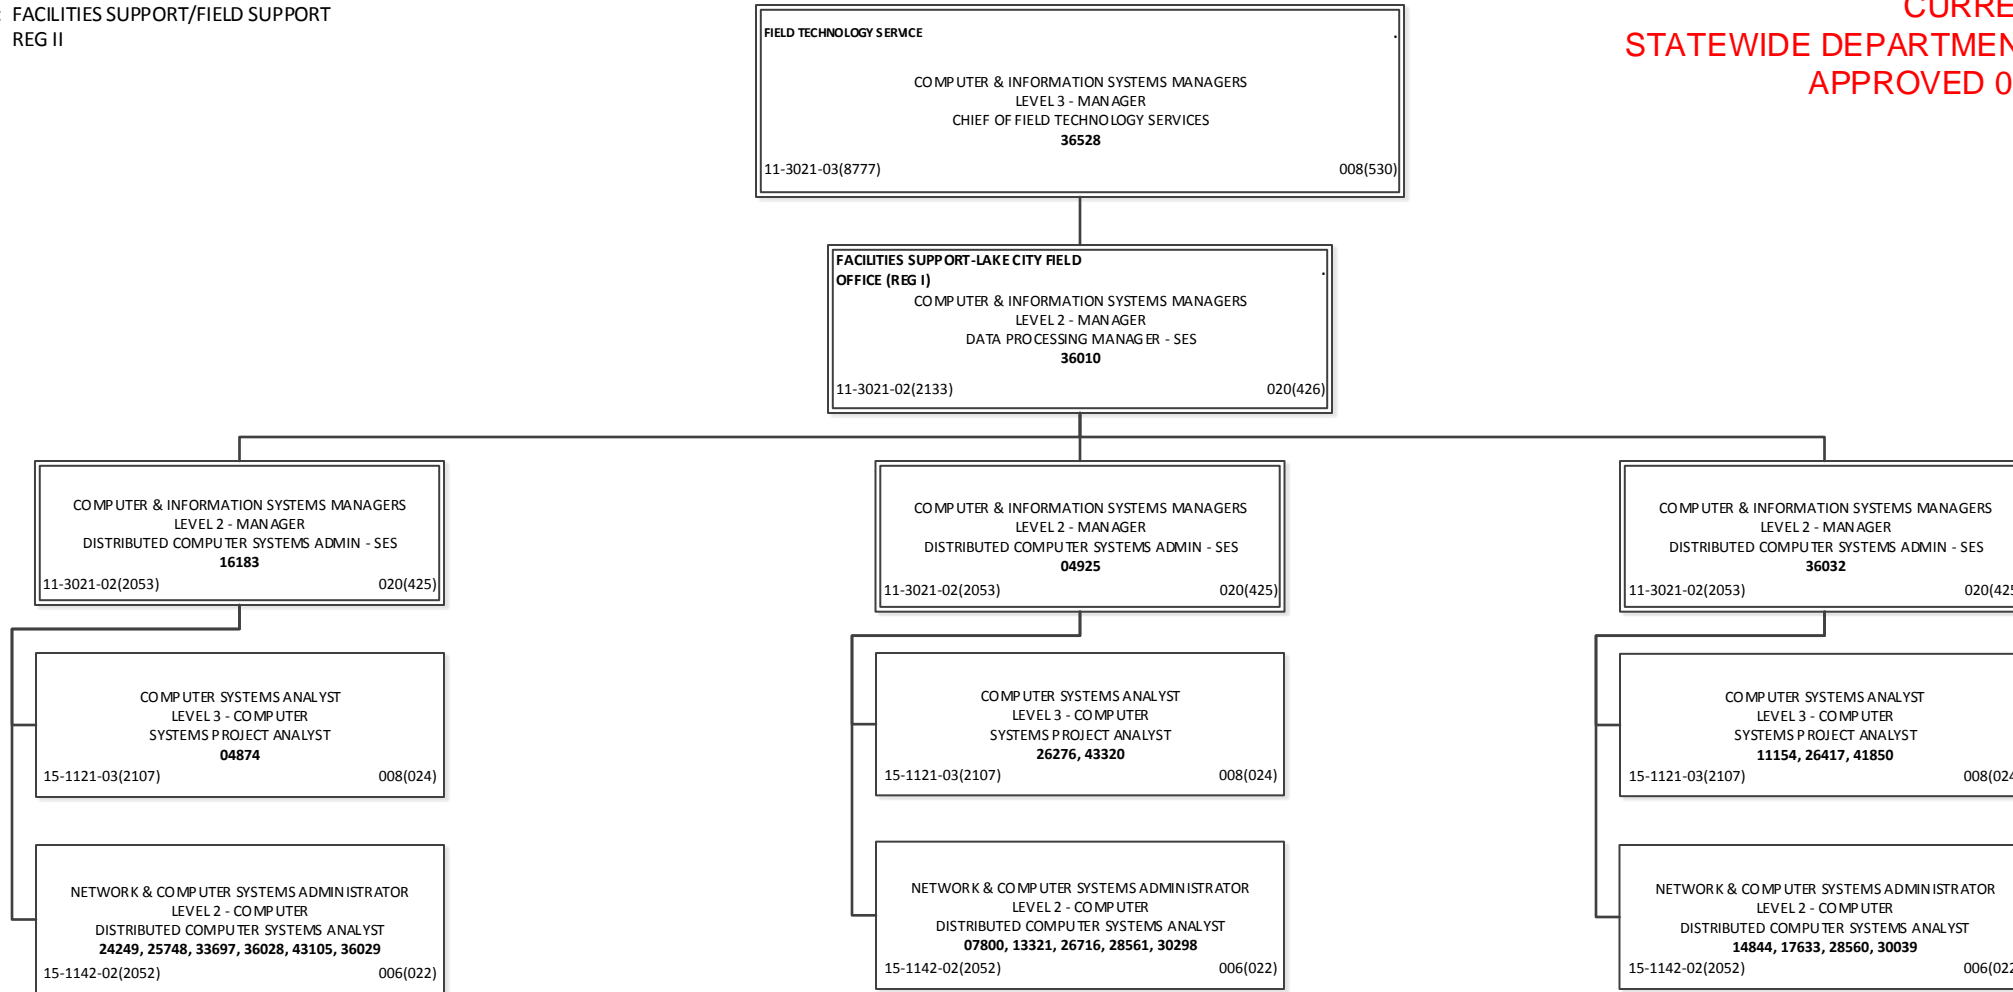 : FACILITIES SUPPORT/FIELD SUPPORT
REG II
CURRE
STATEWIDE DEPARTMEN
APPROVED 0
FIELD TECHNOLOGY SERVICE .
COMPUTER & INFORMATION SYSTEMS MANAGERS
LEVEL 3 - MANAGER
CHIEF OF FIELD TECHNOLOGY SERVICES
36528
11-3021-03(8777) 008(530)
FACILITIES SUPPORT-LAKE CITY FIELD
OFFICE (REG I) .
COMPUTER & INFORMATION SYSTEMS MANAGERS
LEVEL 2 - MANAGER
DATA PROCESSING MANAGER - SES
36010
11-3021-02(2133) 020(426)
COMPUTER & INFORMATION SYSTEMS MANAGERS
LEVEL 2 - MANAGER
DISTRIBUTED COMPUTER SYSTEMS ADMIN - SES
16183
11-3021-02(2053) 020(425)
COMPUTER & INFORMATION SYSTEMS MANAGERS
LEVEL 2 - MANAGER
DISTRIBUTED COMPUTER SYSTEMS ADMIN - SES
04925
11-3021-02(2053) 020(425)
COMPUTER & INFORMATION SYSTEMS MANAGERS
LEVEL 2 - MANAGER
DISTRIBUTED COMPUTER SYSTEMS ADMIN - SES
36032
11-3021-02(2053) 020(425
COMPUTER SYSTEMS ANALYST
LEVEL 3 - COMPUTER
SYSTEMS PROJECT ANALYST
04874
15-1121-03(2107) 008(024)
COMPUTER SYSTEMS ANALYST
LEVEL 3 - COMPUTER
SYSTEMS PROJECT ANALYST
26276, 43320
15-1121-03(2107) 008(024)
COMPUTER SYSTEMS ANALYST
LEVEL 3 - COMPUTER
SYSTEMS PROJECT ANALYST
11154, 26417, 41850
15-1121-03(2107) 008(024
NETWORK & COMPUTER SYSTEMS ADMINISTRATOR
LEVEL 2 - COMPUTER
DISTRIBUTED COMPUTER SYSTEMS ANALYST
24249, 25748, 33697, 36028, 43105, 36029
15-1142-02(2052) 006(022)
NETWORK & COMPUTER SYSTEMS ADMINISTRATOR
LEVEL 2 - COMPUTER
DISTRIBUTED COMPUTER SYSTEMS ANALYST
07800, 13321, 26716, 28561, 30298
15-1142-02(2052) 006(022)
NETWORK & COMPUTER SYSTEMS ADMINISTRATOR
LEVEL 2 - COMPUTER
DISTRIBUTED COMPUTER SYSTEMS ANALYST
14844, 17633, 28560, 30039
15-1142-02(2052) 006(022